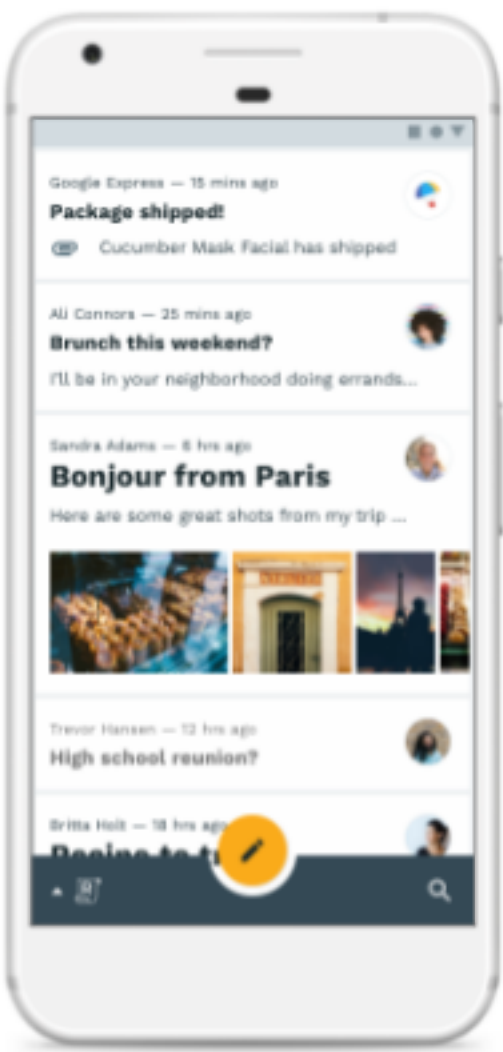 Google Express — 15 mins ago
Package shipped!
Cucumber Mask Facial has shipped
Ali Connors — 25 mins ago
Brunch this weekend?
I'll be in your neighborhood doing errands...
Sandra Adams — 6 hrs ago
Bonjour from Paris
Here are some great shots from my trip ...
Trevor Hansen — 12 hrs ago
High school reunion?
Britta Holt — 18 hrs ago